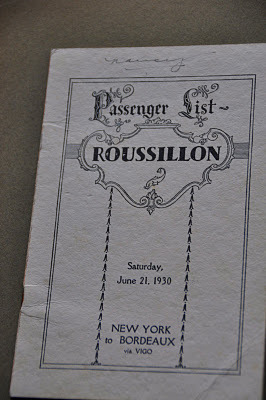 Passenger List
ROUSSILLON
Saturday,
June 21, 1930
NEW YORK
to BORDEAUX
via VIGO